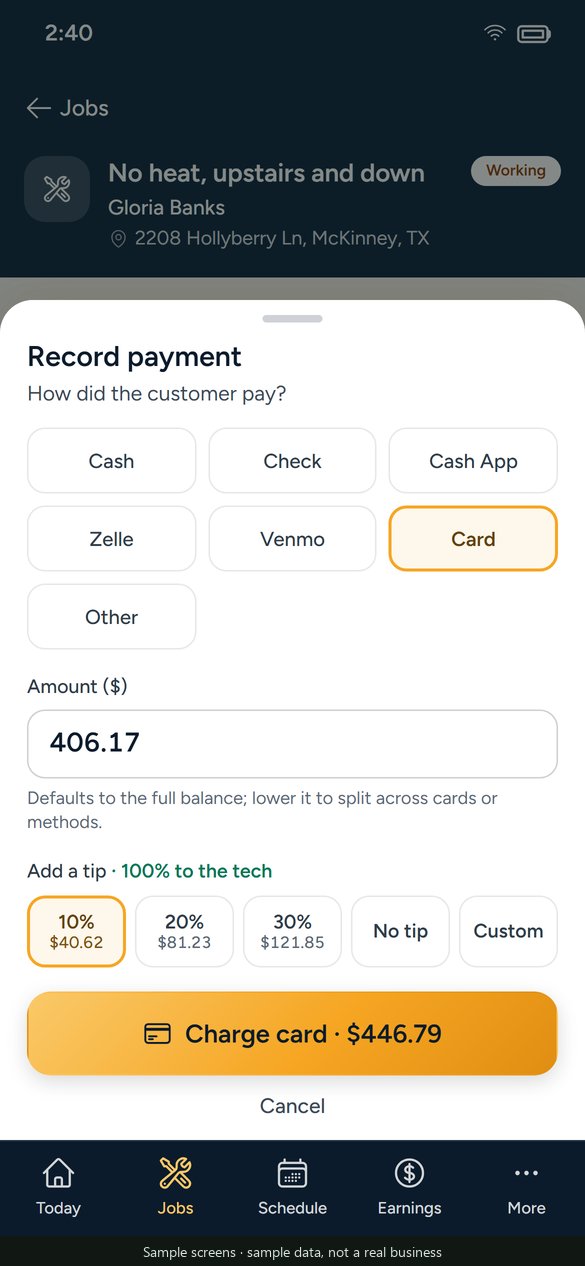 2:40
Jobs
No heat, upstairs and down
Working
Gloria Banks
2208 Hollyberry Ln, McKinney, TX
Record payment
How did the customer pay?
Cash
Check
Cash App
Zelle
Venmo
Card
Other
Amount ($)
406.17
Defaults to the full balance; lower it to split across cards or
methods.
Add a tip · 100% to the tech
10%
$40.62
20%
$81.23
30%
$121.85
No tip
Custom
Charge card · $446.79
Cancel
Today
Jobs
Schedule
Earnings
More
Sample screens · sample data, not a real business